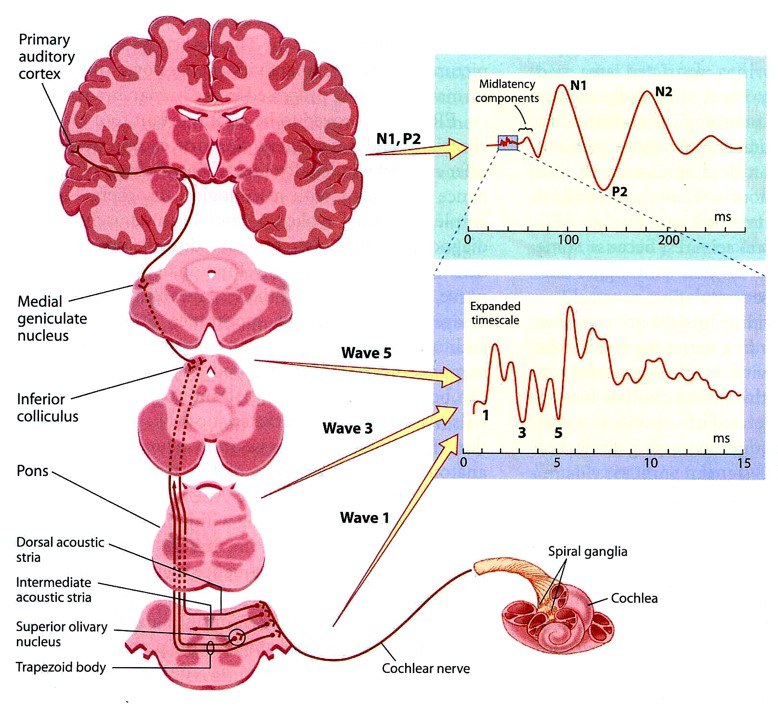 Primary
auditory
cortex
Medial
geniculate
nucleus
Inferior
colliculus
Pons
Dorsal acoustic
stria
Intermediate
acoustic stria
Superior olivary
nucleus
Trapezoid body
N1, P2
Wave 5
Wave 3
Wave 1
Midlatency
components
N1
N2
P2
ms
0 100 200
Expanded
timescale
1 3 5
ms
0 5 10 15
Spiral ganglia
Cochlea
Cochlear nerve